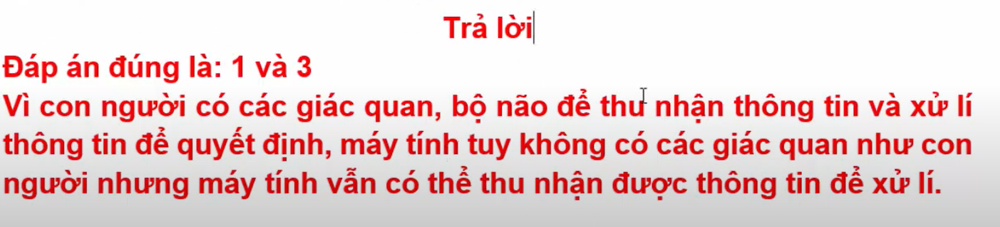 Trả lời
Đáp án đúng là: 1 và 3
Vì con người có các giác quan, bộ não để thu nhận thông tin và xử lí
thông tin để quyết định, máy tính tuy không có các giác quan như con
người nhưng máy tính vẫn có thể thu nhận được thông tin để xử lí.